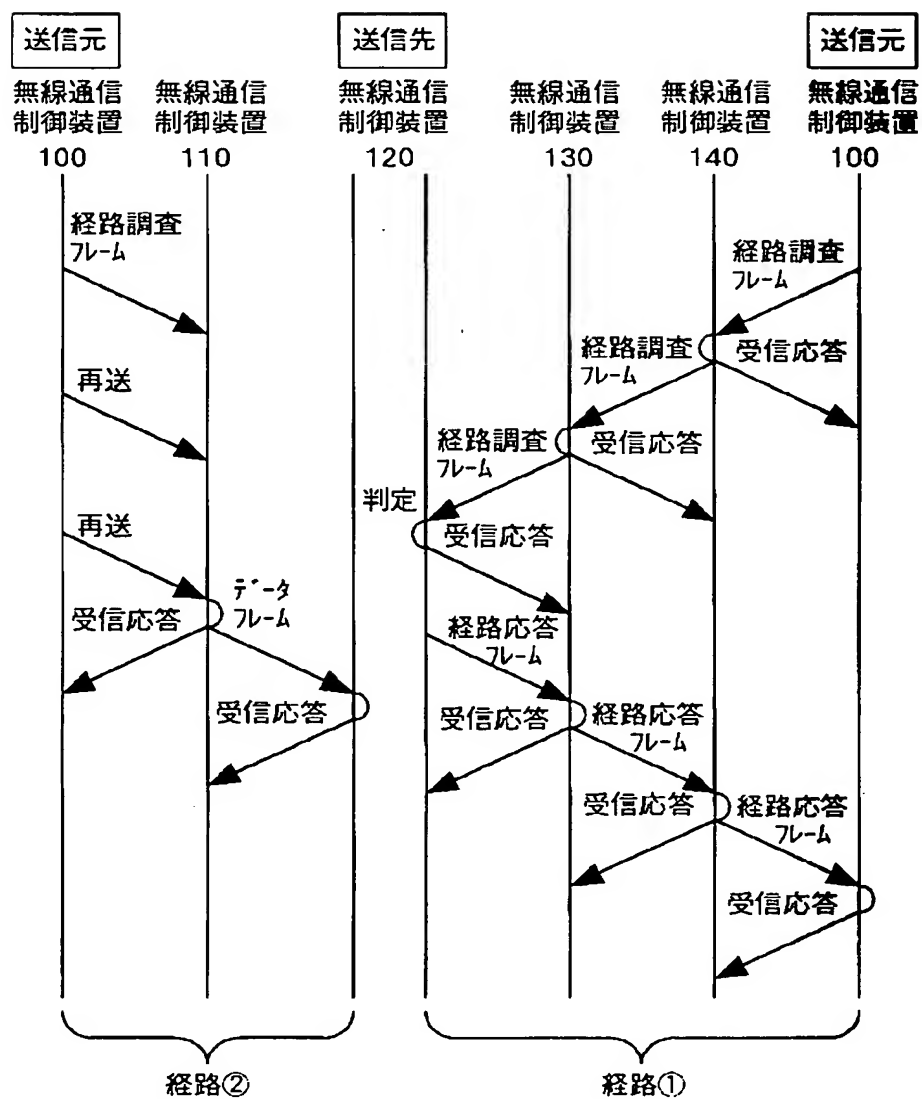 送信元
送信先
送信元
無線通信
制御装置
無線通信
制御装置
無線通信
制御装置
無線通信
制御装置
無線通信
制御装置
無線通信
制御装置
100
110
120
130
140
100
経路調査
フレーム
経路調査
フレーム
経路調査
フレーム
受信応答
再送
経路調査
フレーム
受信応答
判定
受信応答
再送
データ
フレーム
受信応答
経路応答
フレーム
受信応答
受信応答
経路応答
フレーム
受信応答
経路応答
フレーム
受信応答
経路②
経路①